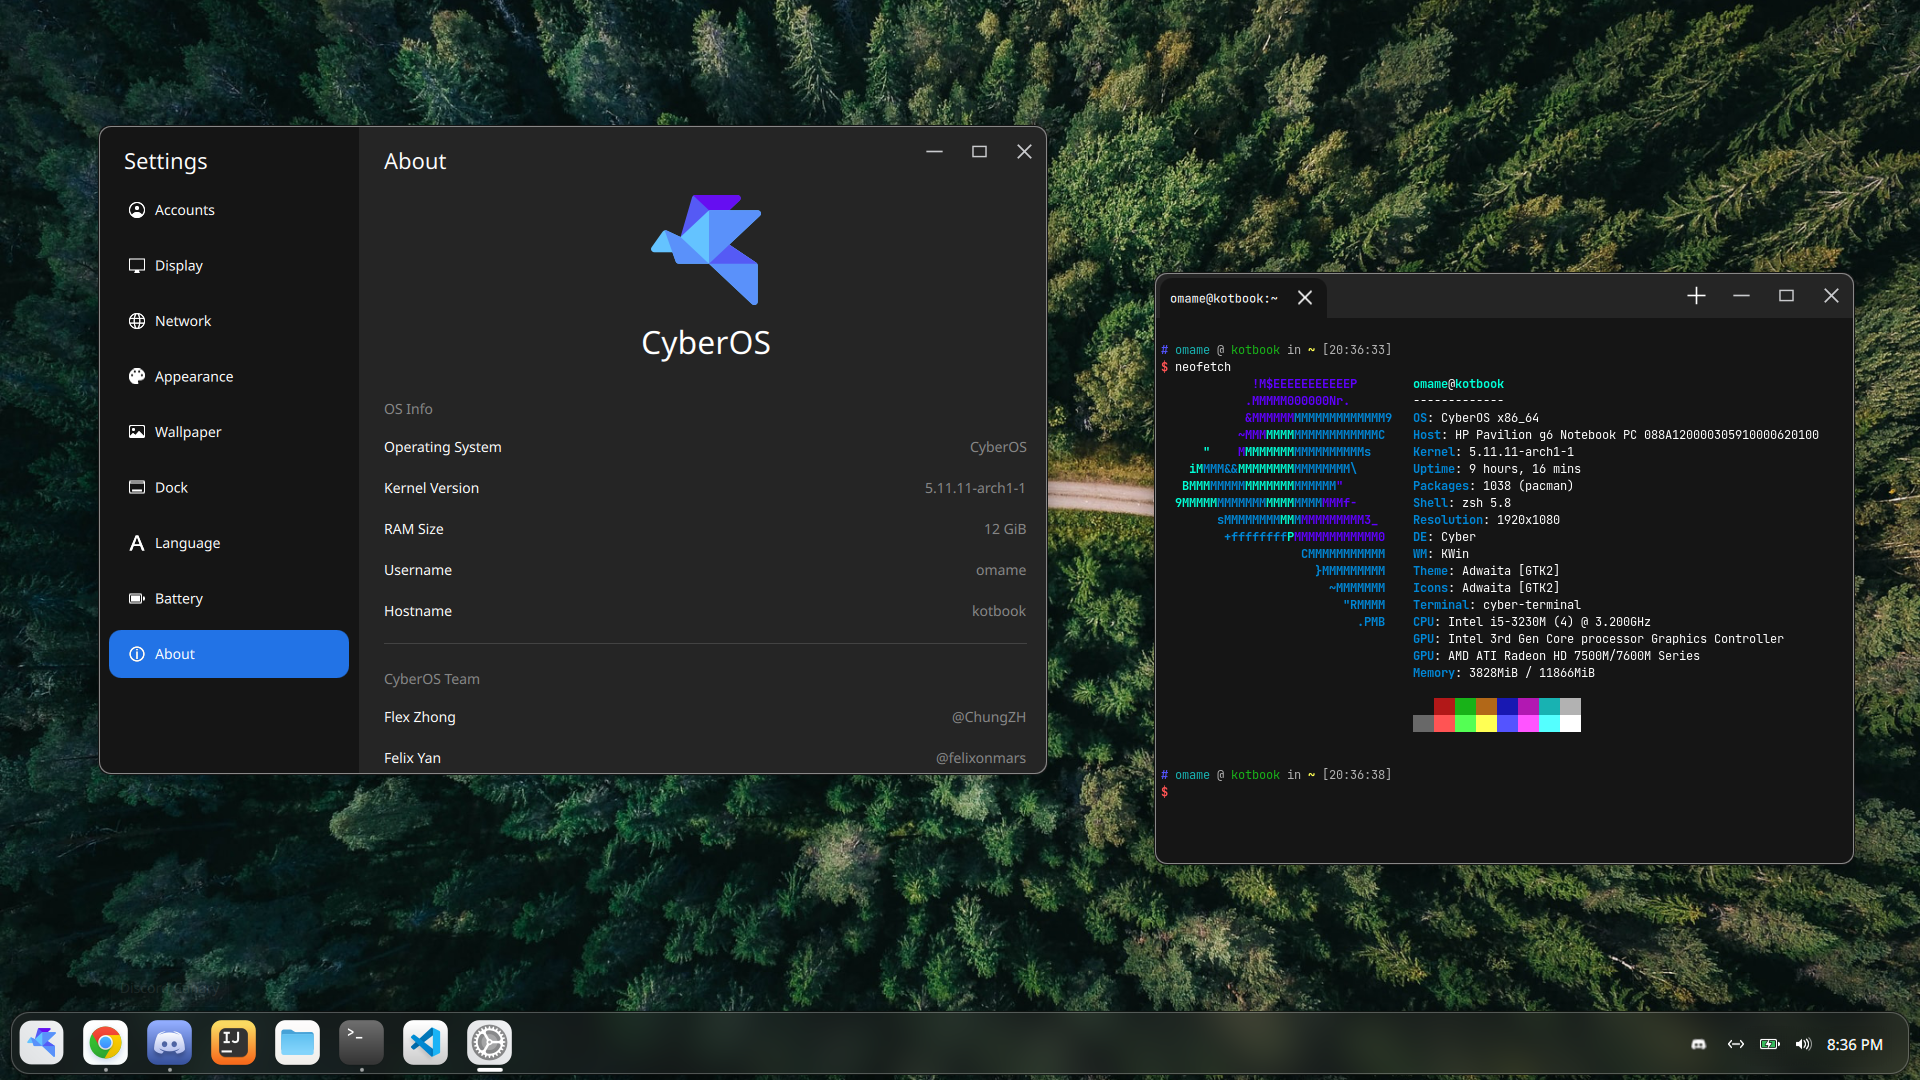 Settings
Accounts
Display
Network
Appearance
Wallpaper
Dock
Language
Battery
About
About
CyberOS
OS Info
Operating System CyberOS
Kernel Version 5.11.11-arch1-1
RAM Size 12 GiB
Username omame
Hostname kotbook
CyberOS Team
Flex Zhong @ChungZH
Felix Yan @felixonmars
omame@kotbook:~
# omame @ kotbook in ~ [20:36:33]
$ neofetch
omame@kotbook
-------------
OS: CyberOS x86_64
Host: HP Pavilion g6 Notebook PC 088A120000305910000620100
Kernel: 5.11.11-arch1-1
Uptime: 9 hours, 16 mins
Packages: 1038 (pacman)
Shell: zsh 5.8
Resolution: 1920x1080
DE: Cyber
WM: KWin
Theme: Adwaita [GTK2]
Icons: Adwaita [GTK2]
Terminal: cyber-terminal
CPU: Intel i5-3230M (4) @ 3.200GHz
GPU: Intel 3rd Gen Core processor Graphics Controller
GPU: AMD ATI Radeon HD 7500M/7600M Series
Memory: 3828MiB / 11866MiB
# omame @ kotbook in ~ [20:36:38]
$
IJ
>_
8:36 PM